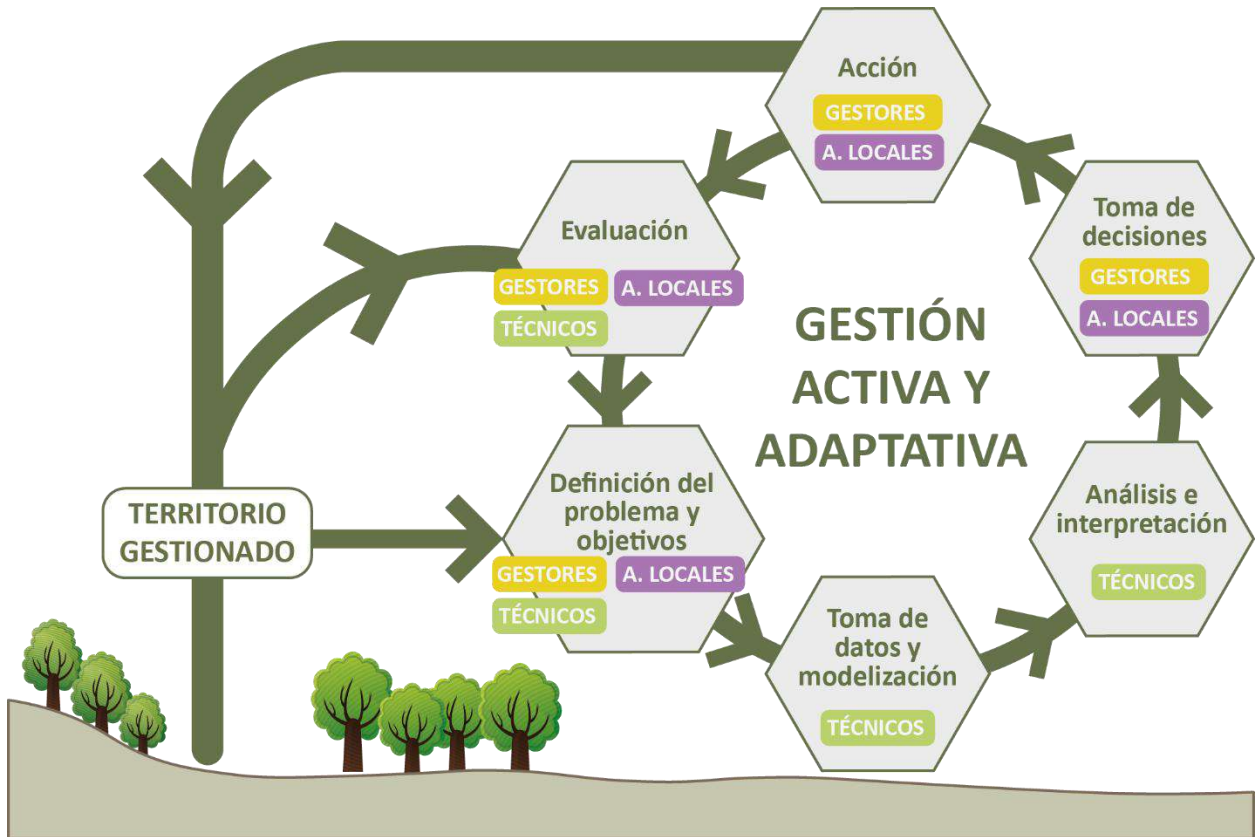 Acción
GESTORES
A. LOCALES
Evaluación
GESTORES A. LOCALES
TÉCNICOS
Toma de
decisiones
GESTORES
A. LOCALES
GESTIÓN
ACTIVA Y
ADAPTATIVA
TERRITORIO
GESTIONADO
Definición del
problema y
objetivos
GESTORES A. LOCALES
TÉCNICOS
Análisis e
interpretación
TÉCNICOS
Toma de
datos y
modelización
TÉCNICOS